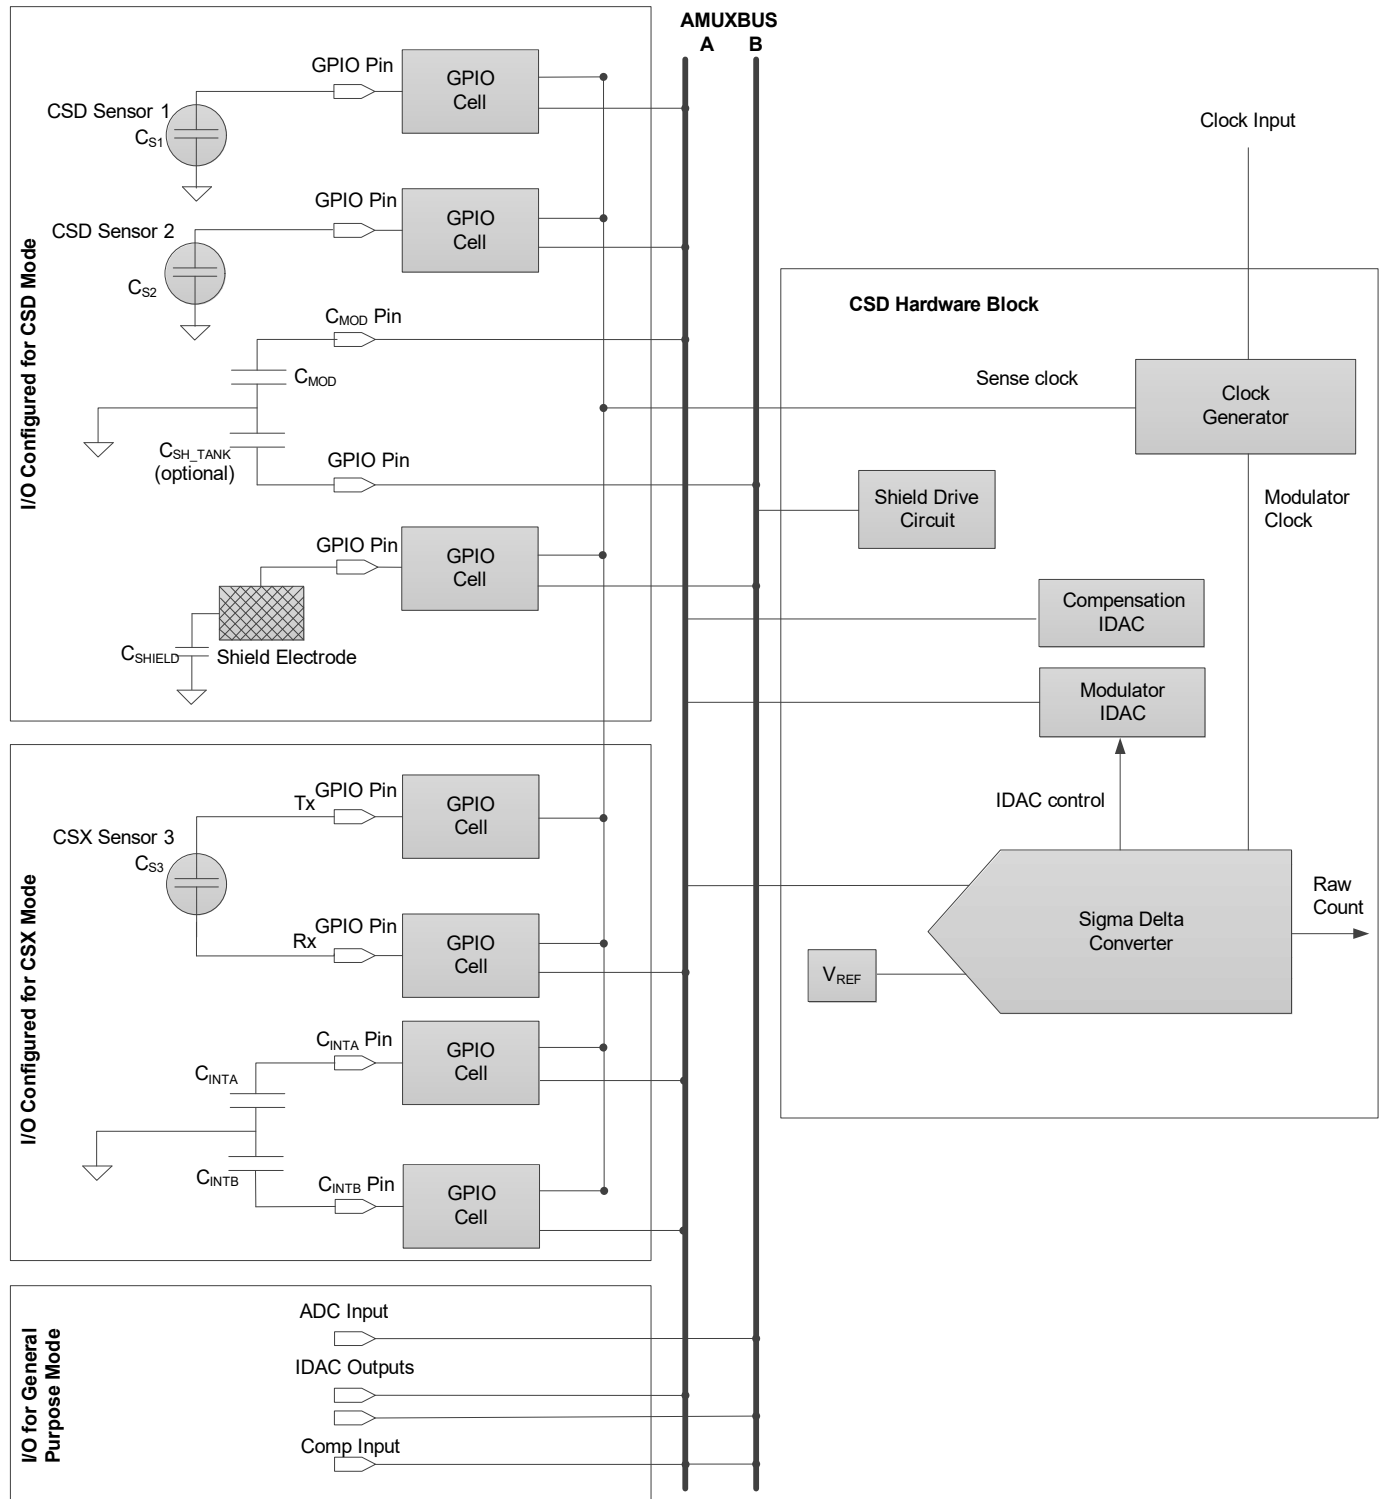 AMUXBUS
A B
I/O Configured for CSD Mode
GPIO Pin
GPIO
Cell
CSD Sensor 1
CS1
GPIO Pin
GPIO
Cell
CSD Sensor 2
CS2
CMOD Pin
CMOD
CSH_TANK
(optional)
GPIO Pin
GPIO Pin
GPIO
Cell
CSHIELD
Shield Electrode
I/O Configured for CSX Mode
GPIO Pin
Tx
GPIO
Cell
CSX Sensor 3
CS3
GPIO Pin
Rx
GPIO
Cell
CINTA Pin
GPIO
Cell
CINTA
CINTB
CINTB Pin
GPIO
Cell
I/O for General
Purpose Mode
ADC Input
IDAC Outputs
Comp Input
Clock Input
CSD Hardware Block
Sense clock
Clock
Generator
Shield Drive
Circuit
Modulator
Clock
Compensation
IDAC
Modulator
IDAC
IDAC control
Sigma Delta
Converter
Raw
Count
VREF